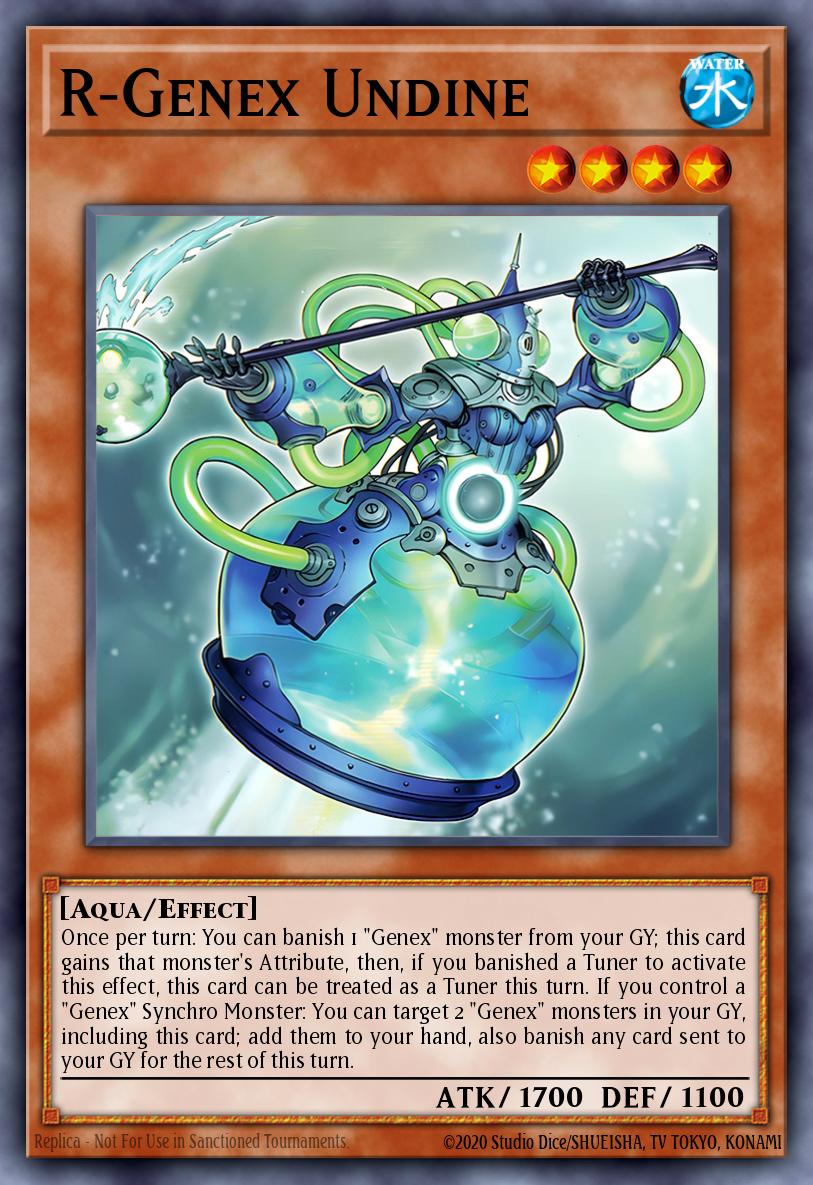 R-Genex Undine
WATER
水
[Aqua/Effect]
Once per turn: You can banish 1 "Genex" monster from your GY; this card
gains that monster's Attribute, then, if you banished a Tuner to activate
this effect, this card can be treated as a Tuner this turn. If you control a
"Genex" Synchro Monster: You can target 2 "Genex" monsters in your GY,
including this card; add them to your hand, also banish any card sent to
your GY for the rest of this turn.
ATK/ 1700 DEF/ 1100
Replica - Not For Use in Sanctioned Tournaments.
©2020 Studio Dice/SHUEISHA, TV TOKYO, KONAMI